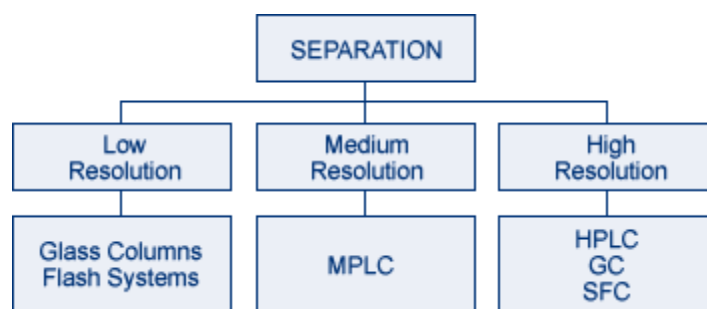 SEPARATION
Low
Resolution
Medium
Resolution
High
Resolution
Glass Columns
Flash Systems
MPLC
HPLC
GC
SFC